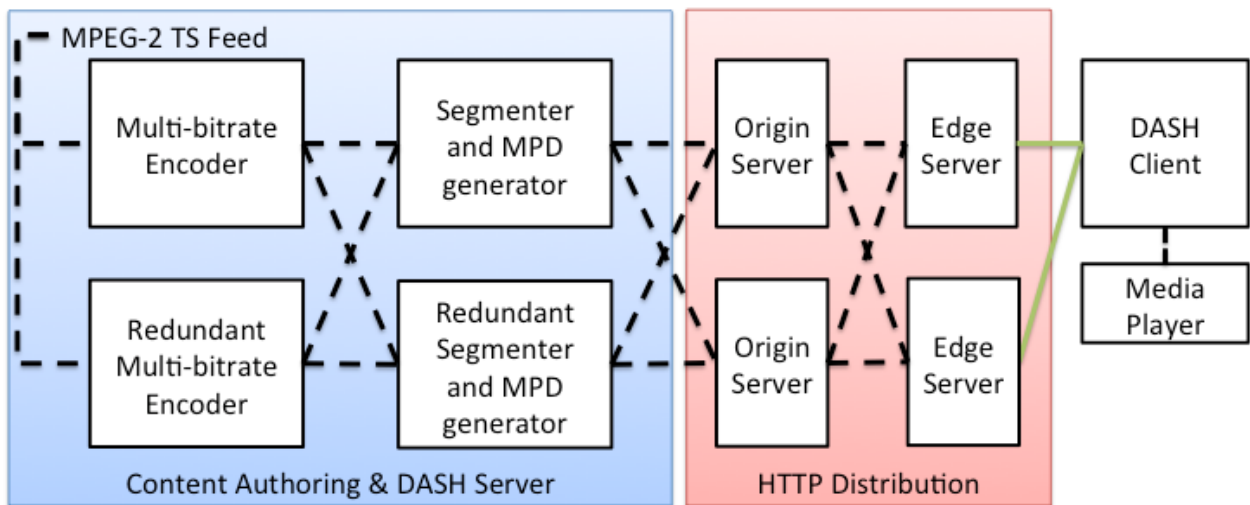 MPEG-2 TS Feed
Multi-bitrate
Encoder
Segmenter
and MPD
generator
Origin
Server
Edge
Server
DASH
Client
Redundant
Multi-bitrate
Encoder
Redundant
Segmenter
and MPD
generator
Origin
Server
Edge
Server
Media
Player
Content Authoring & DASH Server
HTTP Distribution